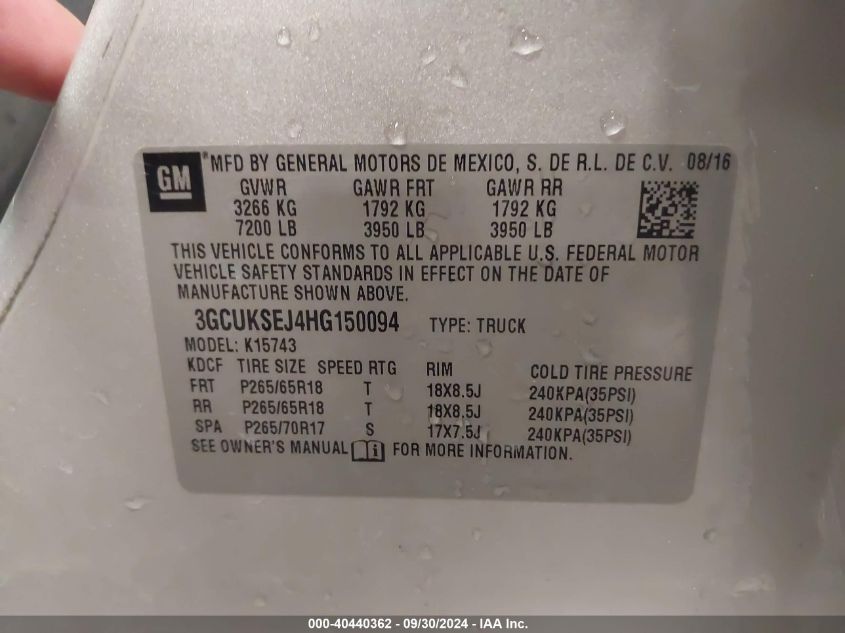 GM ® MFD BY GENERAL MOTORS DE MEXICO, S. DE R.L. DE C.V. 08/16
GVWR GAWR FRT GAWR RR
3266 KG 1792 KG 1792 KG
7200 LB 3950 LB 3950 LB
THIS VEHICLE CONFORMS TO ALL APPLICABLE U.S. FEDERAL MOTOR
VEHICLE SAFETY STANDARDS IN EFFECT ON THE DATE OF
MANUFACTURE SHOWN ABOVE.
3GCUKSEJ4HG150094 TYPE: TRUCK
MODEL: K15743
KDCF TIRE SIZE SPEED RTG RIM COLD TIRE PRESSURE
FRT P265/65R18 T 18X8.5J 240KPA(35PSI)
RR P265/65R18 T 18X8.5J 240KPA(35PSI)
SPA P265/70R17 S 17X7.5J 240KPA(35PSI)
SEE OWNER'S MANUAL i FOR MORE INFORMATION.
000-40440362 - 09/30/2024 - IAA Inc.